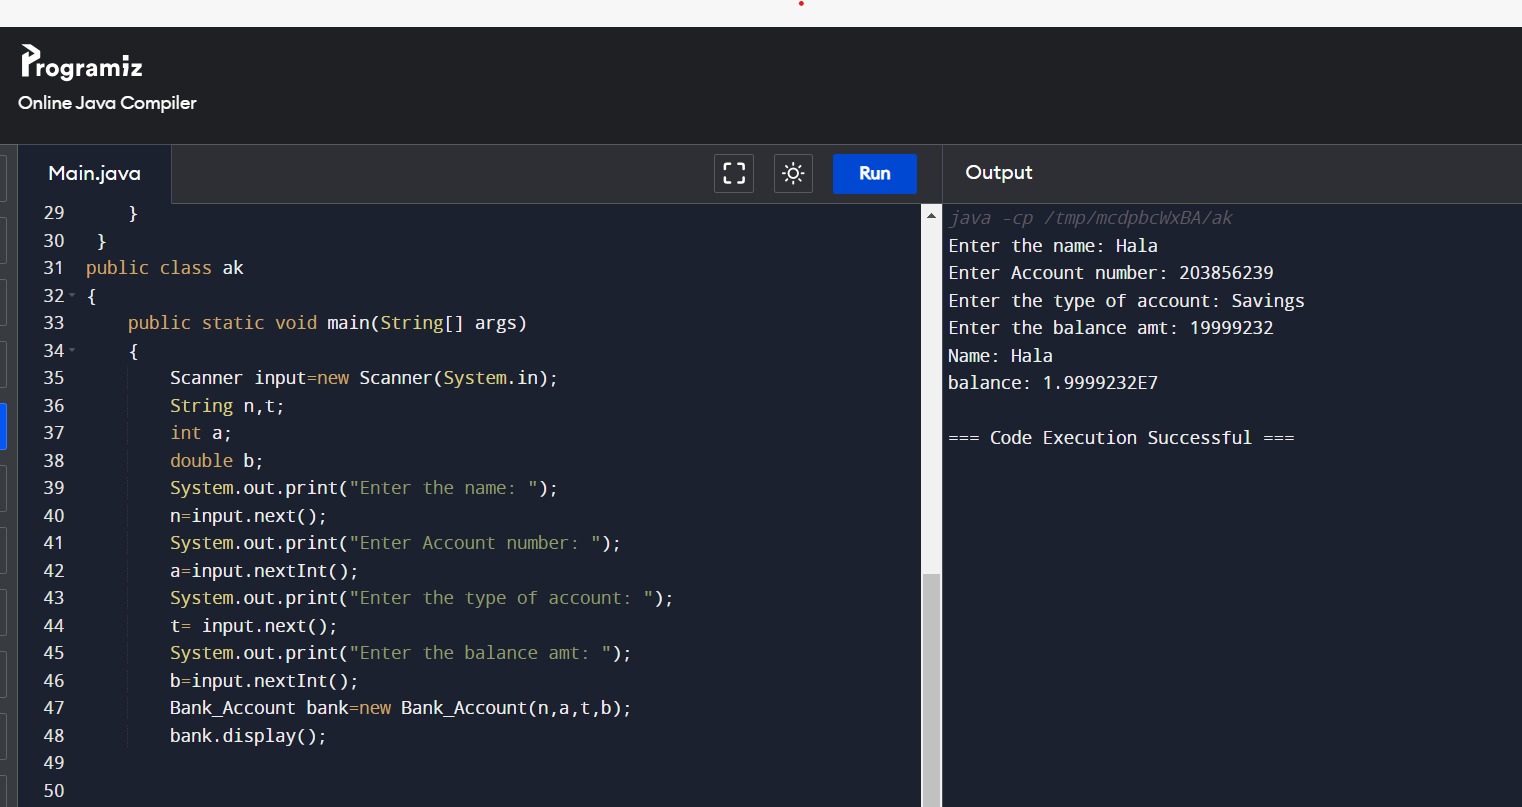 Programiz
Online Java Compiler
Main.java
Run
Output
29 }
30 }
31 public class ak
32 {
33 public static void main(String[] args)
34 {
35 Scanner input=new Scanner(System.in);
36 String n,t;
37 int a;
38 double b;
39 System.out.print("Enter the name: ");
40 n=input.next();
41 System.out.print("Enter Account number: ");
42 a=input.nextInt();
43 System.out.print("Enter the type of account: ");
44 t= input.next();
45 System.out.print("Enter the balance amt: ");
46 b=input.nextInt();
47 Bank_Account bank=new Bank_Account(n,a,t,b);
48 bank.display();
49
50
java -cp /tmp/mcdpbcWxBA/ak
Enter the name: Hala
Enter Account number: 203856239
Enter the type of account: Savings
Enter the balance amt: 19999232
Name: Hala
balance: 1.9999232E7
=== Code Execution Successful ===